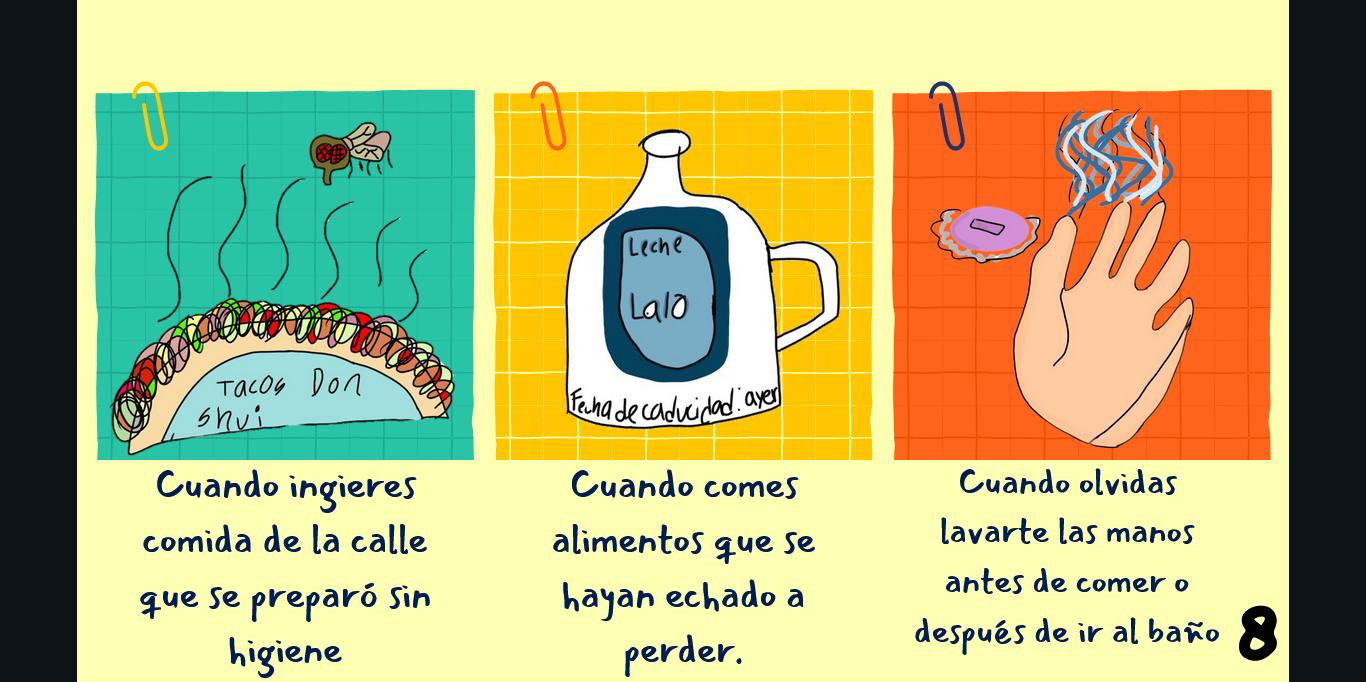 Tacos Don
Shui
Leche
Lalo
Fecha de caducidad: ayer
Cuando ingieres
comida de la calle
que se preparó sin
higiene
Cuando comes
alimentos que se
hayan echado a
perder.
Cuando olvidas
lavarte las manos
antes de comer o
después de ir al baño
8